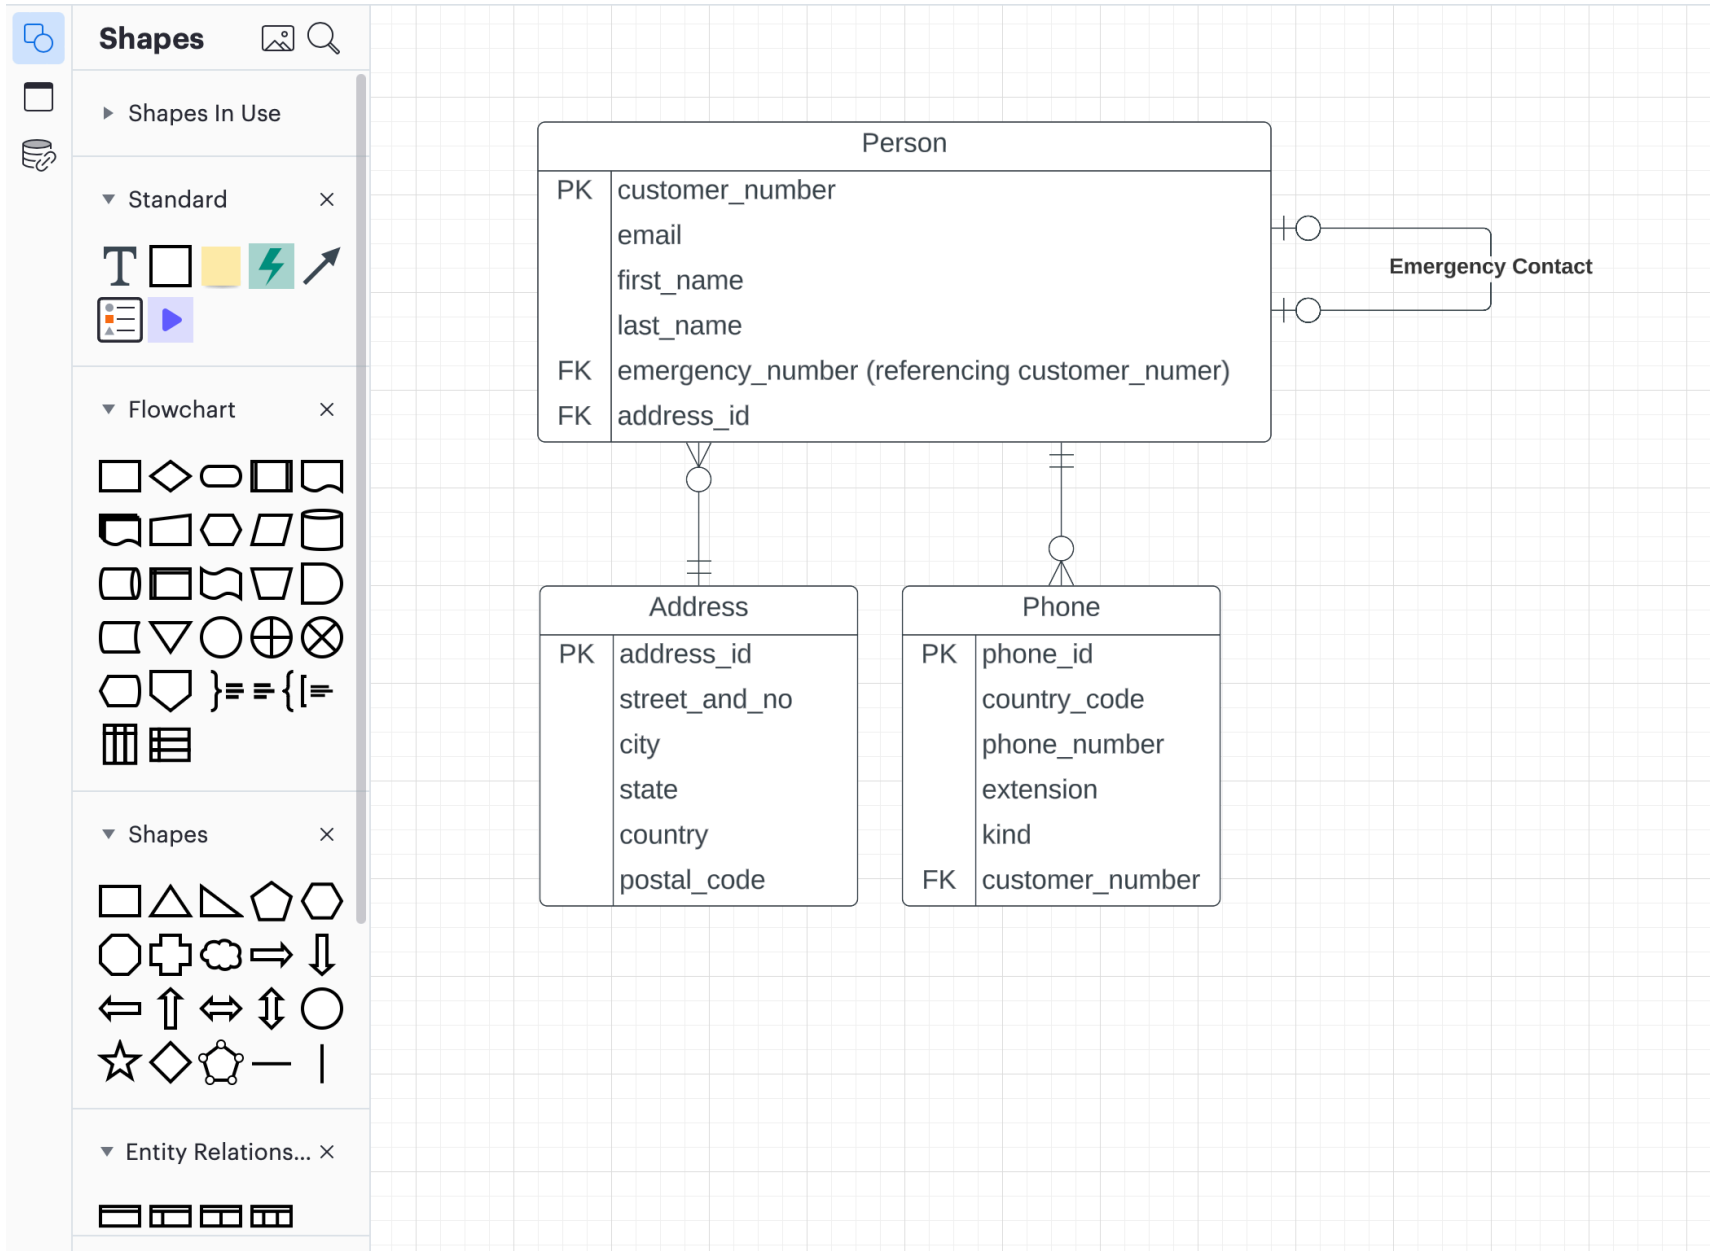 Shapes
Shapes In Use
Standard
T
Flowchart
Shapes
Entity Relations...
Person
PK customer_number
email
first_name
last_name
FK emergency_number (referencing customer_numer)
FK address_id
Emergency Contact
Address
PK address_id
street_and_no
city
state
country
postal_code
Phone
PK phone_id
country_code
phone_number
extension
kind
FK customer_number